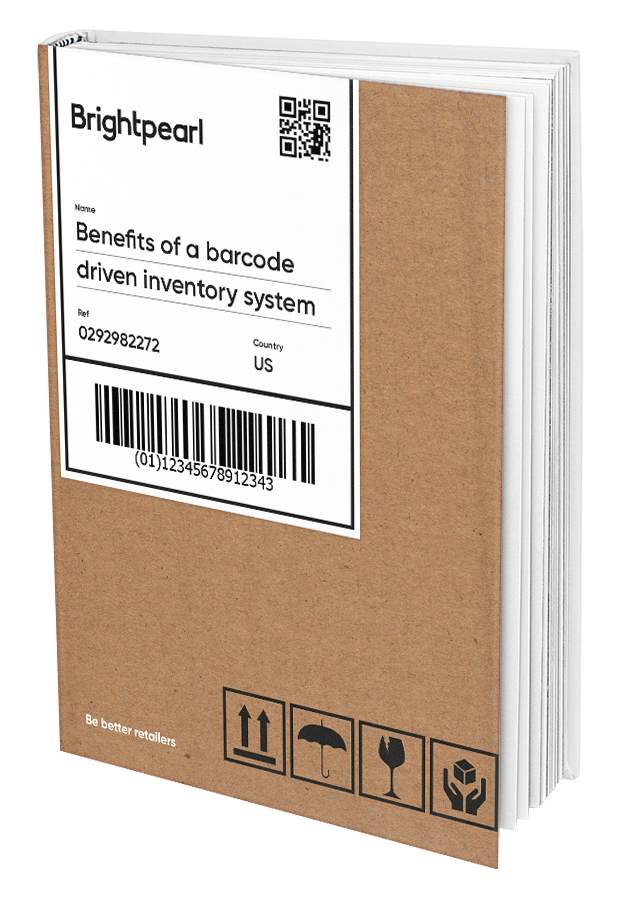 Brightpearl
Name
Benefits of a barcode
driven inventory system
Ref
0292982272
Country
US
(01)12345678912343
Be better retailers